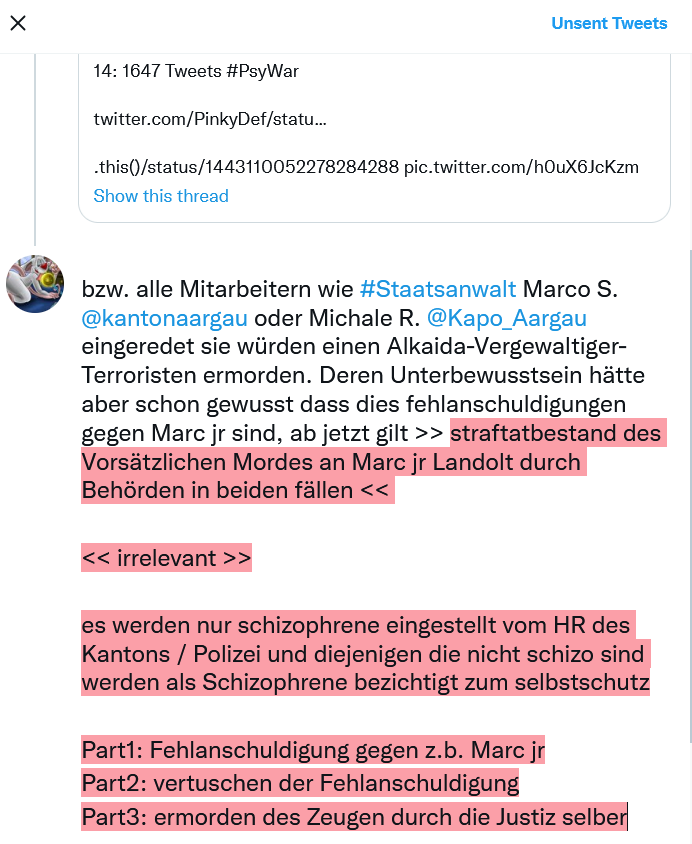 Unsent Tweets
14: 1647 Tweets #PsyWar
twitter.com/PinkyDef/statu...
.this()/status/1443110052278284288 pic.twitter.com/h0uX6JcKzm
Show this thread
bzw. alle Mitarbeitern wie #Staatsanwalt Marco S.
@kantonaargau oder Michale R. @Kapo_Aargau
eingeredet sie würden einen Alkaida-Vergewaltiger-
Terroristen ermorden. Deren Unterbewusstsein hätte
aber schon gewusst dass dies fehlanschuldigungen
gegen Marc jr sind, ab jetzt gilt >> straftatbestand des
Vorsätzlichen Mordes an Marc jr Landolt durch
Behörden in beiden fällen <<
<< irrelevant >>
es werden nur schizophrene eingestellt vom HR des
Kantons / Polizei und diejenigen die nicht schizo sind
werden als Schizophrene bezichtigt zum selbstschutz
Part1: Fehlanschuldigung gegen z.b. Marc jr
Part2: vertuschen der Fehlanschuldigung
Part3: ermorden des Zeugen durch die Justiz selber